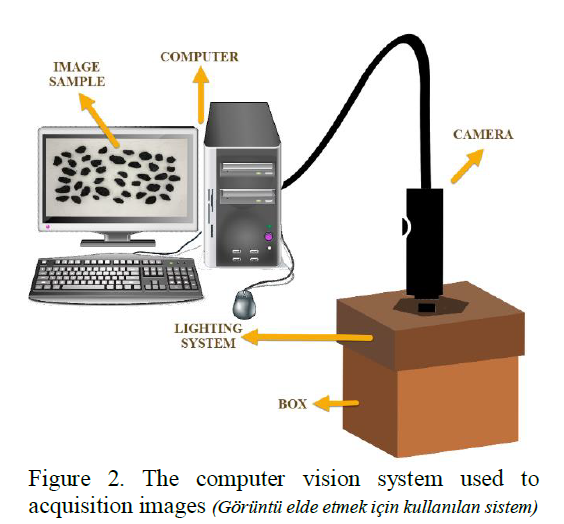 IMAGE
SAMPLE
COMPUTER
CAMERA
LIGHTING
SYSTEM
BOX
Figure 2. The computer vision system used to
acquisition images (Görüntü elde etmek için kullanılan sistem)